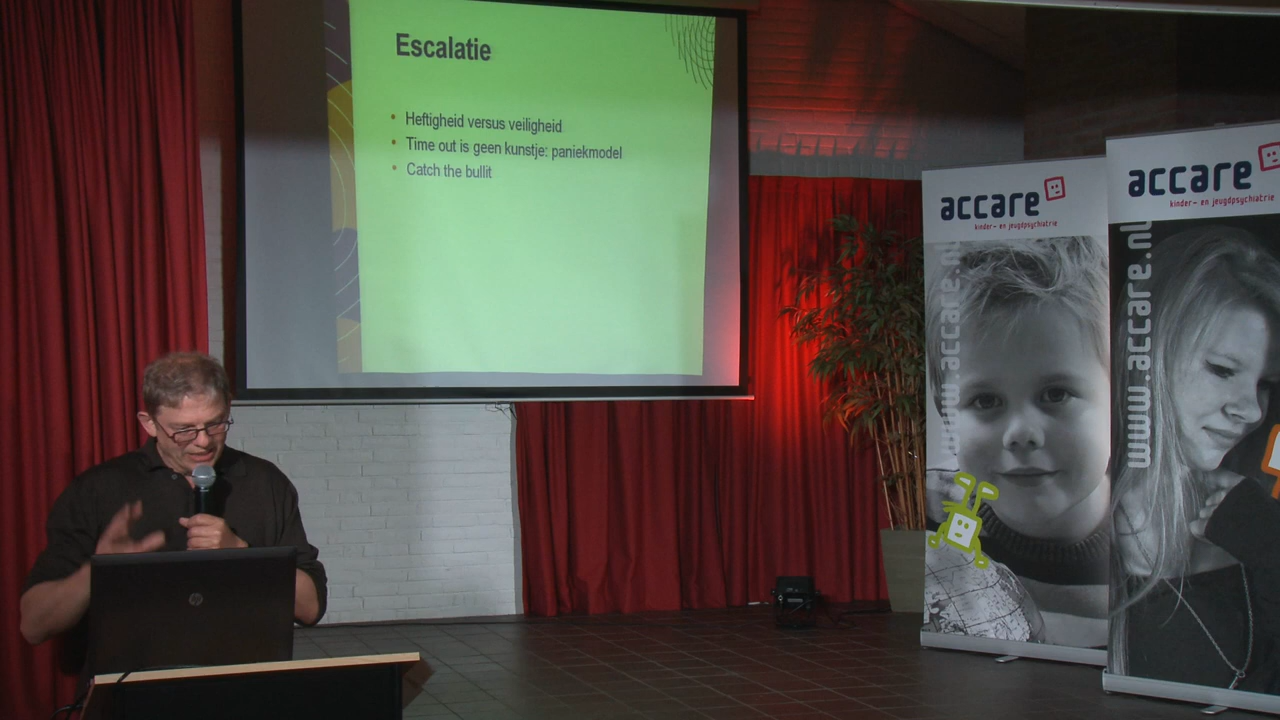 Escalatie
• Heftigheid versus veiligheid
• Time out is geen kunstje: paniekmodel
• Catch the bullit
accare
kinder- en jeugdpsychiatrie
www.accare.nl
accare
kinder- en jeugdpsychiatrie
www.accare.nl
hp